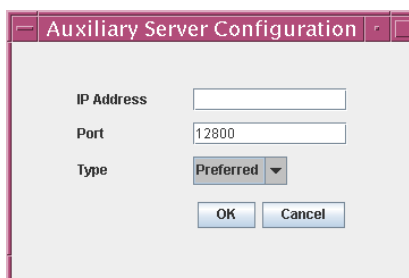 Auxiliary Server Configuration
IP Address
Port 12800
Type Preferred
OK Cancel